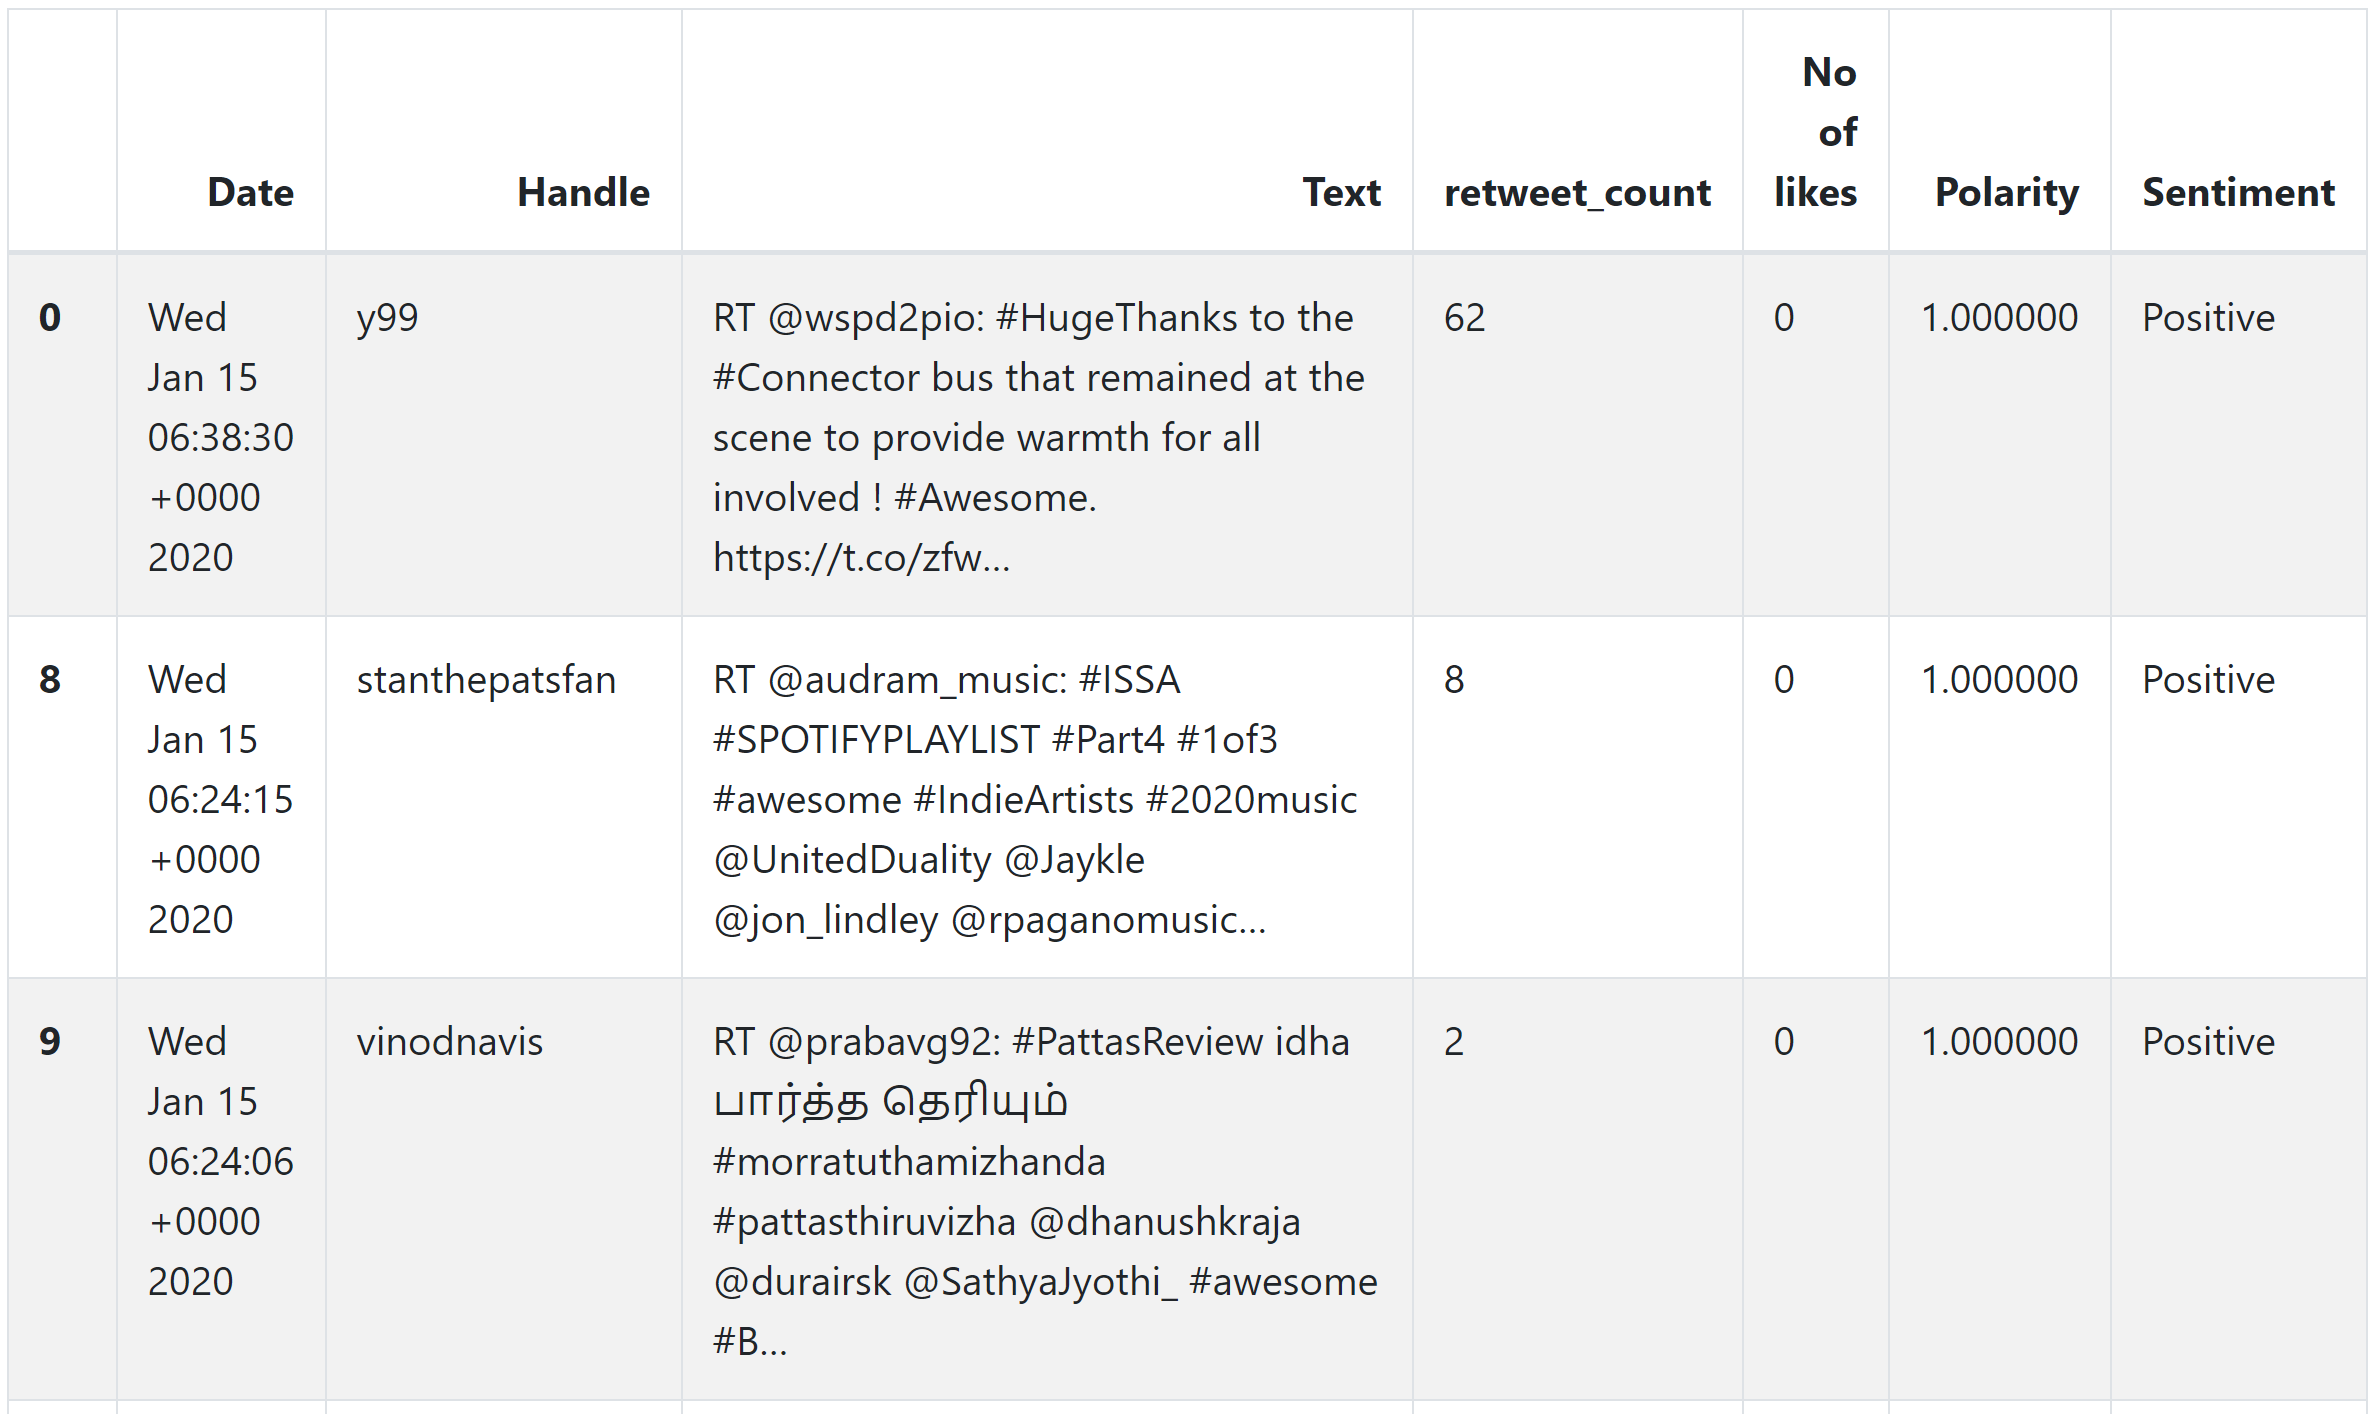 Date Handle Text retweet_count No of likes Polarity Sentiment
0 Wed y99 RT @wspd2pio: #HugeThanks to the 62 0 1.000000 Positive
Jan 15 #Connector bus that remained at the
06:38:30 scene to provide warmth for all
+0000 involved ! #Awesome.
2020 https://t.co/zfw...
8 Wed stanthepatsfan RT @audram_music: #ISSA 8 0 1.000000 Positive
Jan 15 #SPOTIFYPLAYLIST #Part4 #1of3
06:24:15 #awesome #IndieArtists #2020music
+0000 @UnitedDuality @Jaykle
2020 @jon_lindley @rpaganomusic...
9 Wed vinodnavis RT @prabavg92: #PattasReview idha 2 0 1.000000 Positive
Jan 15 பார்த்த தெரியும்
06:24:06 #morratuthamizhanda
+0000 #pattasthiruvizha @dhanushkraja
2020 @durairsk @SathyaJyothi_ #awesome
#B...